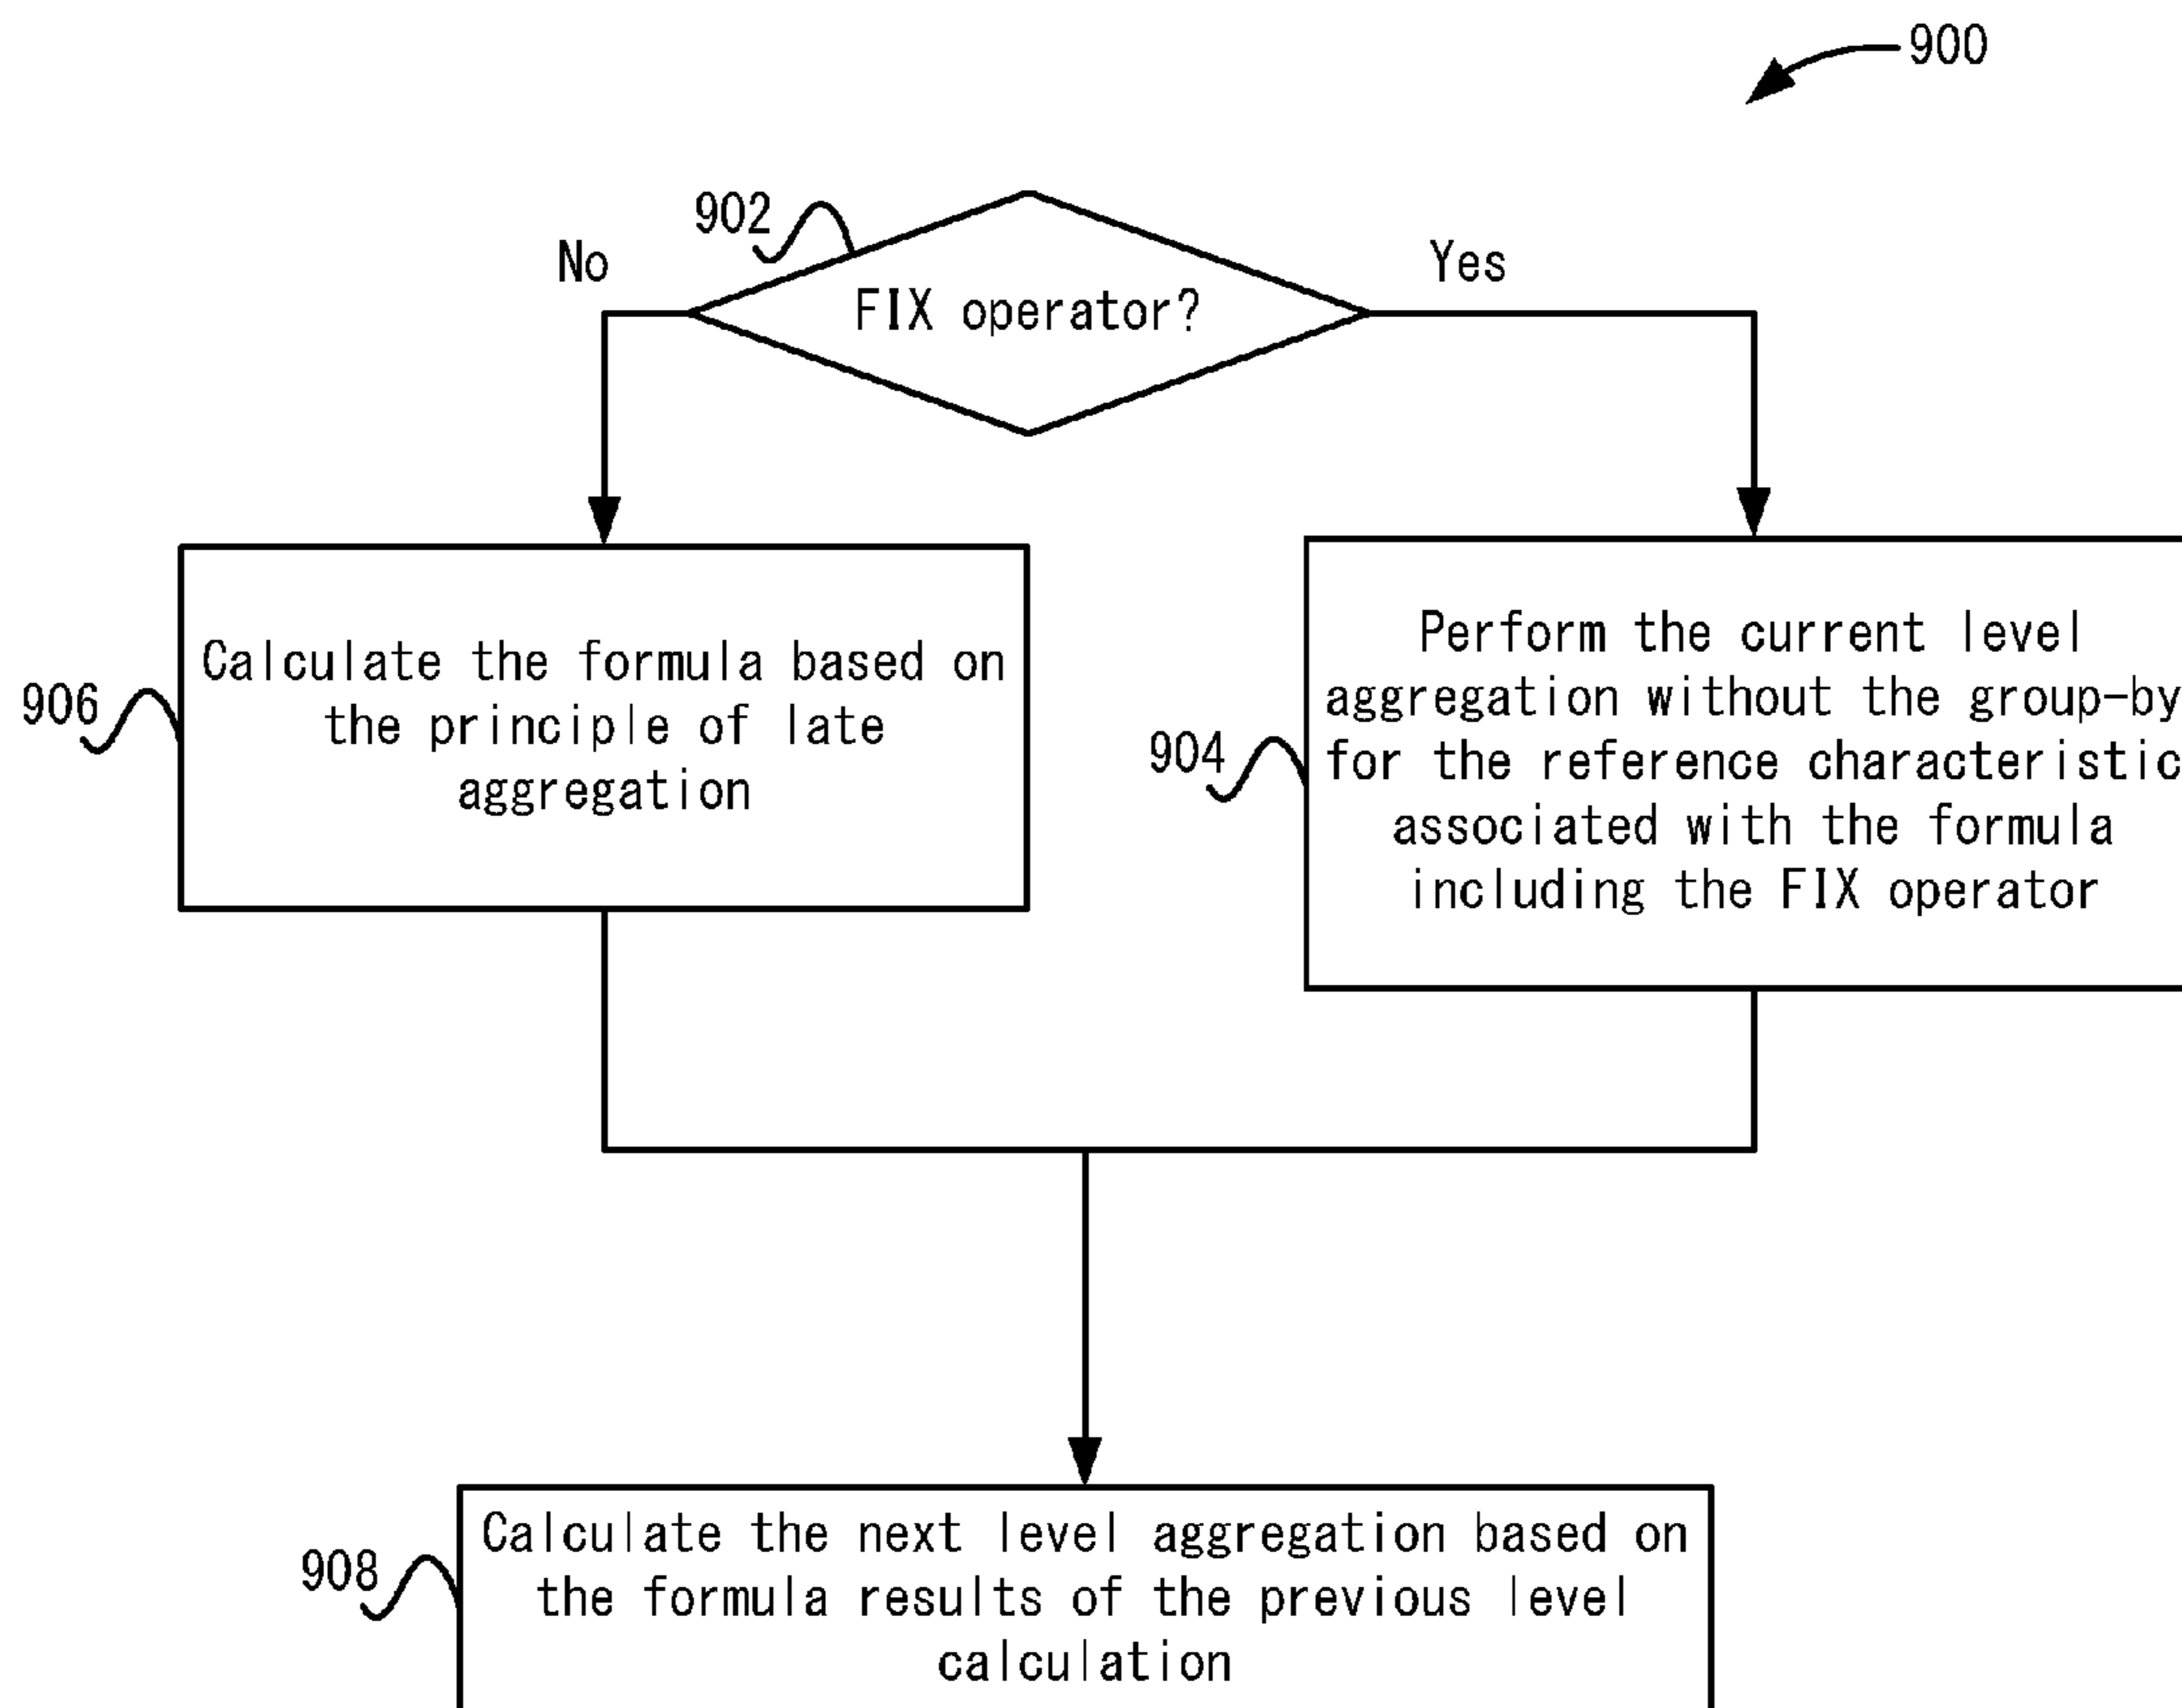 900
902
No
Yes
FIX operator?
906
Calculate the formula based on
the principle of late
aggregation
904
Perform the current level
aggregation without the group-by
for the reference characteristic
associated with the formula
including the FIX operator
908
Calculate the next level aggregation based on
the formula results of the previous level
calculation